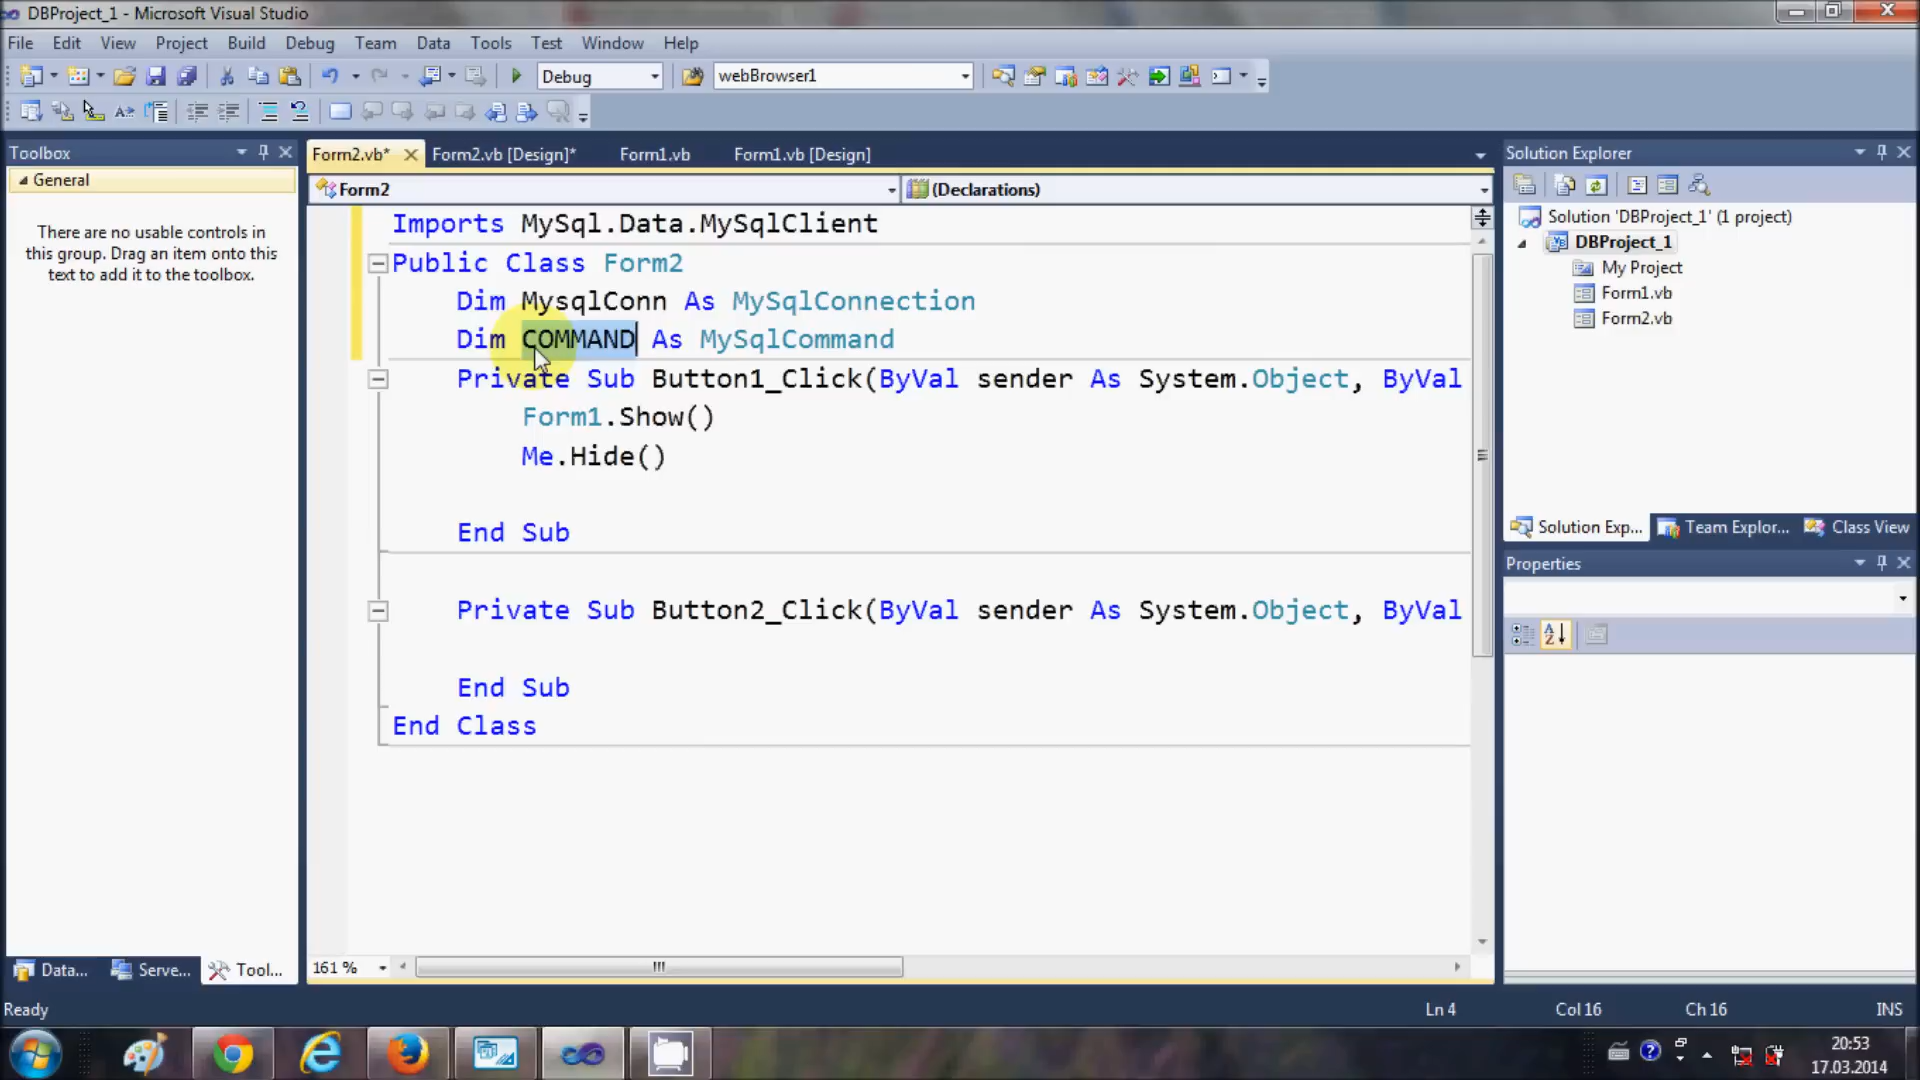 DBProject_1 - Microsoft Visual Studio
File Edit View Project Build Debug Team Data Tools Test Window Help
Debug webBrowser1
Toolbox
General
There are no usable controls in
this group. Drag an item onto this
text to add it to the toolbox.
Form2.vb* Form2.vb [Design]* Form1.vb Form1.vb [Design]
Form2 (Declarations)
Imports MySql.Data.MySqlClient
Public Class Form2
Dim MysqlConn As MySqlConnection
Dim COMMAND As MySqlCommand
Private Sub Button1_Click(ByVal sender As System.Object, ByVal
Form1.Show()
Me.Hide()
End Sub
Private Sub Button2_Click(ByVal sender As System.Object, ByVal
End Sub
End Class
161 %
Data... Serve... Tool...
Solution Explorer
Solution 'DBProject_1' (1 project)
DBProject_1
My Project
Form1.vb
Form2.vb
Solution Exp... Team Explor... Class View
Properties
Ready Ln 4 Col 16 Ch 16 INS
20:53
17.03.2014